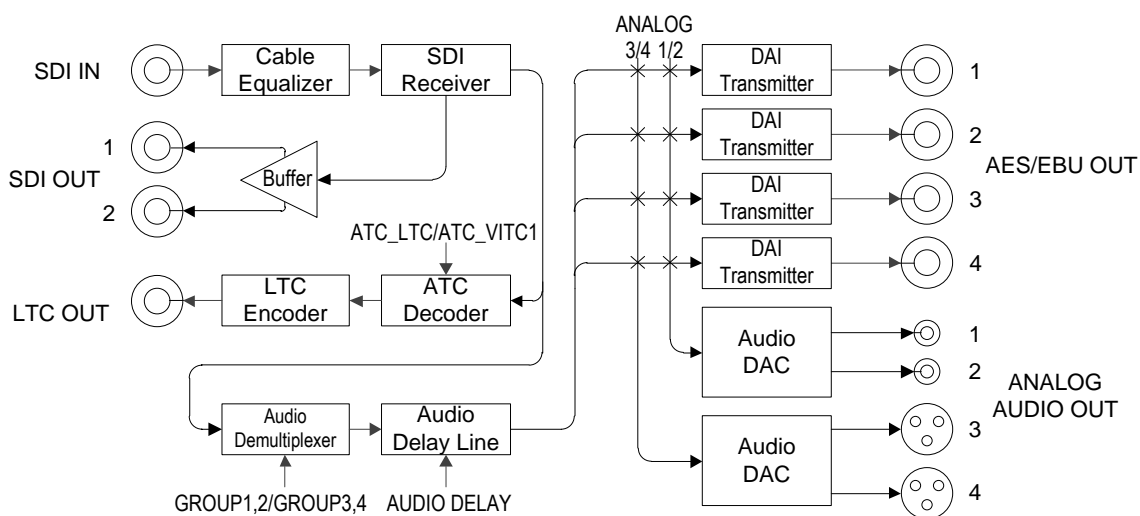 SDI IN
Cable
Equalizer
SDI
Receiver
1
SDI OUT
2
Buffer
ATC_LTC/ATC_VITC1
LTC OUT
LTC
Encoder
ATC
Decoder
Audio
Demultiplexer
Audio
Delay Line
GROUP1,2/GROUP3,4
AUDIO DELAY
ANALOG
3/4 1/2
DAI
Transmitter
1
DAI
Transmitter
2
AES/EBU OUT
DAI
Transmitter
3
DAI
Transmitter
4
Audio
DAC
1
2
ANALOG
AUDIO OUT
Audio
DAC
3
4